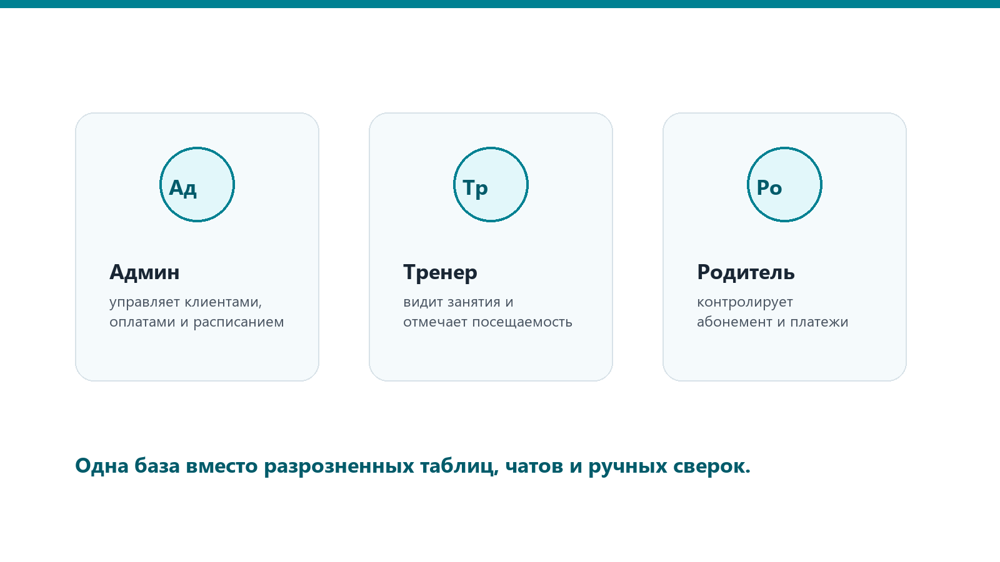 Ад
Тр
Ро
Админ
управляет клиентами,
оплатами и расписанием
Тренер
видит занятия и
отмечает посещаемость
Родитель
контролирует
абонемент и платежи
Одна база вместо разрозненных таблиц, чатов и ручных сверок.